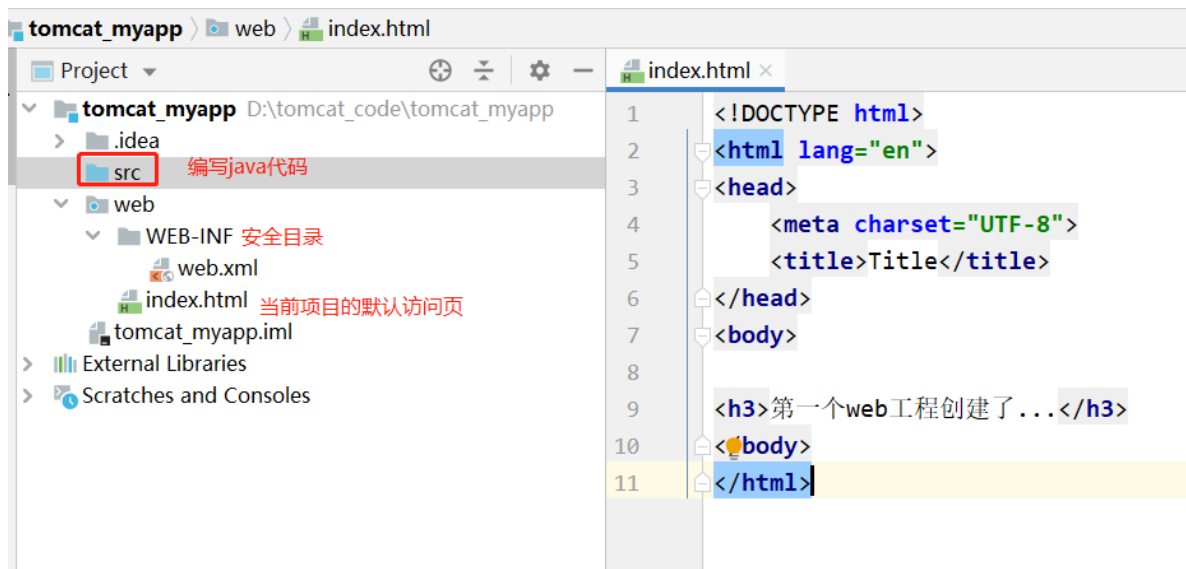 tomcat_myapp web index.html
Project
index.html
tomcat_myapp D:\tomcat_code\tomcat_myapp
.idea
src 编写java代码
web
WEB-INF 安全目录
web.xml
index.html 当前项目的默认访问页
tomcat_myapp.iml
External Libraries
Scratches and Consoles
1 <!DOCTYPE html>
2 <html lang="en">
3 <head>
4 <meta charset="UTF-8">
5 <title>Title</title>
6 </head>
7 <body>
8
9 <h3>第一个web工程创建了...</h3>
10 </body>
11 </html>